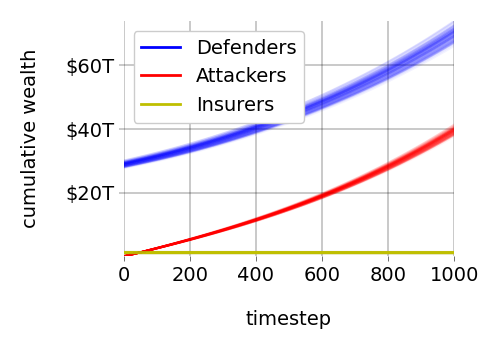 Defenders
Attackers
Insurers
cumulative wealth
$60T
$40T
$20T
0 200 400 600 800 1000
timestep